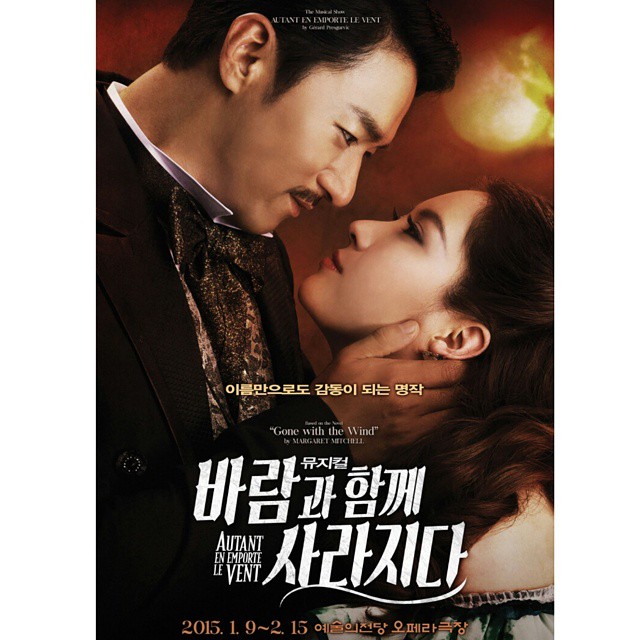 The Musical Show
AUTANT EN EMPORTE LE VENT
by Gérard Presgurvic
이름만으로도 감동이 되는 명작
Based on the Novel
“Gone with the Wind”
by MARGARET MITCHELL
뮤지컬
바람과 함께
사라지다
AUTANT
EN EMPORTE
LE VENT
2015. 1. 9~2. 15 예술의전당 오페라극장